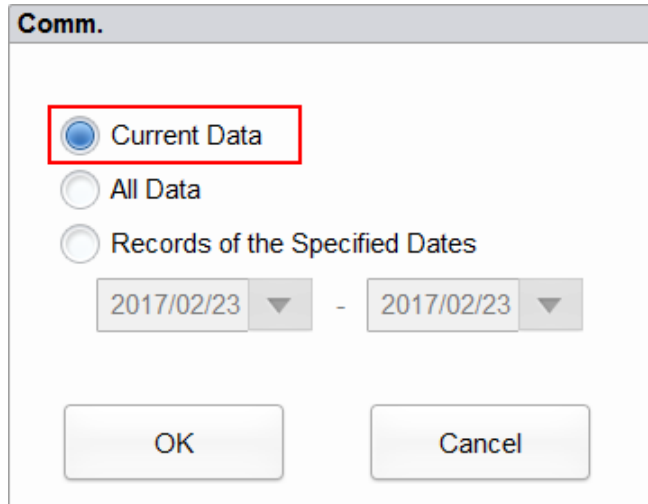 Comm.
Current Data
All Data
Records of the Specified Dates
2017/02/23 - 2017/02/23
OK Cancel